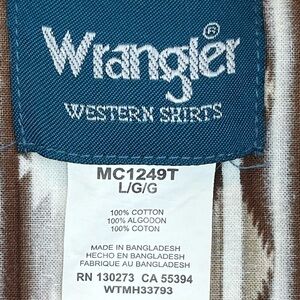 Wrangler®
WESTERN SHIRTS
MC1249T
L/G/G
100% COTTON
100% ALGODON
100% COTON
MADE IN BANGLADESH
HECHO EN BANGLADESH
FABRIQUE AU BANGLADESH
RN 130273 CA 55394
WTMH33793